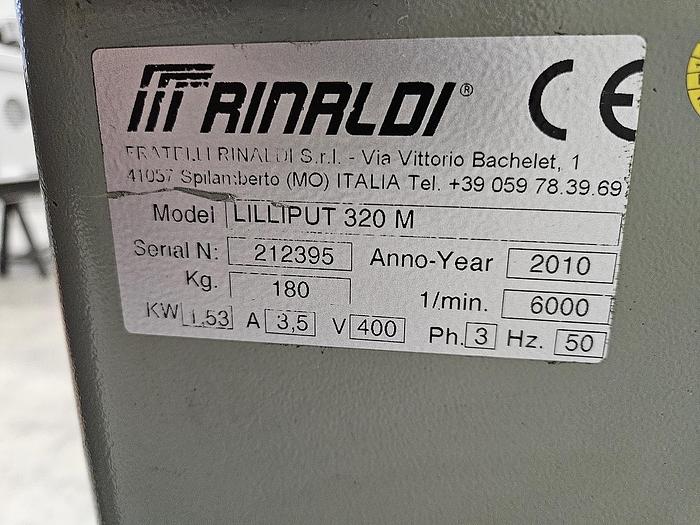 RINALDI® CE
FRATELLI RINALDI S.r.l. - Via Vittorio Bachelet, 1
41057 Spilamberto (MO) ITALIA Tel. +39 059 78.39.69
Model LILLIPUT 320 M
Serial N: 212395 Anno-Year 2010
Kg. 180 1/min. 6000
KW 1,53 A 3,5 V 400 Ph. 3 Hz. 50